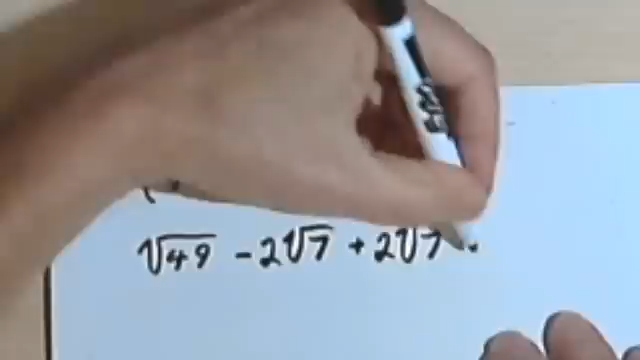 √49 - 2√7 + 2√7